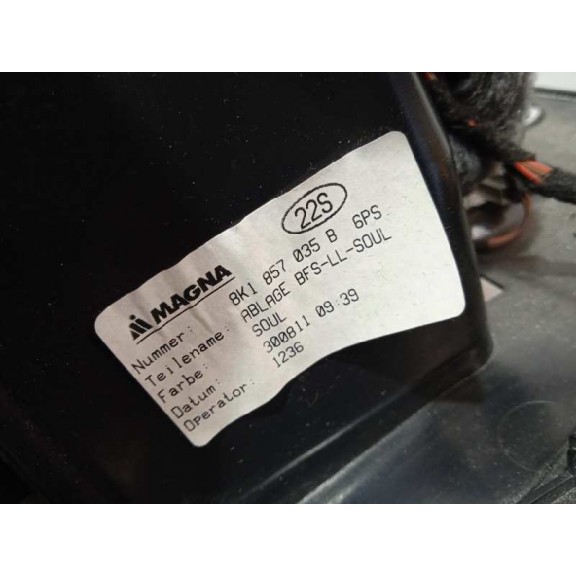 22S
MAGNA
Nummer: 8K1 857 035 B 6PS
Teilename: ABLAGE BFS-LL-SOUL
Farbe: SOUL
Datum: 300811 09:39
Operator: 1236